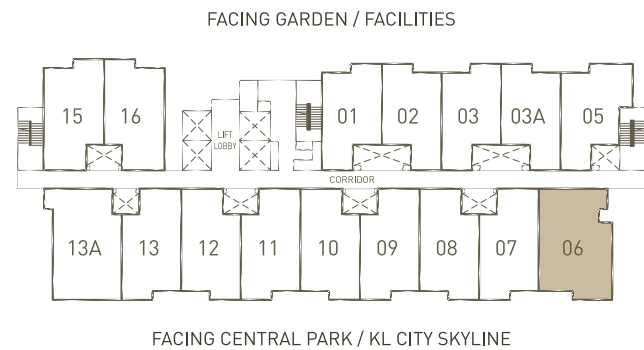 FACING GARDEN / FACILITIES
15 16 LIFT LOBBY 01 02 03 03A 05
CORRIDOR
13A 13 12 11 10 09 08 07 06
FACING CENTRAL PARK / KL CITY SKYLINE